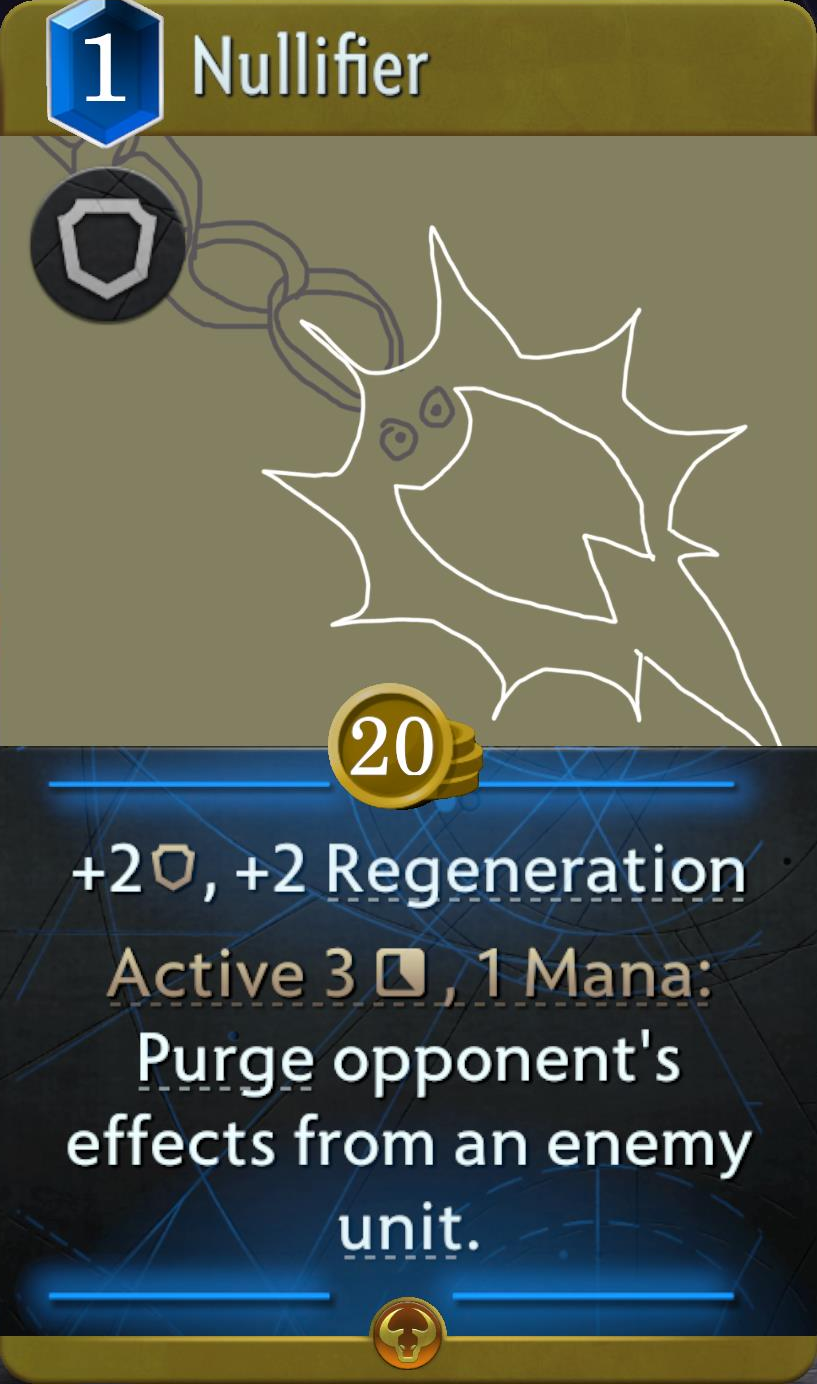 1
Nullifier
20
+2, +2 Regeneration
Active 3, 1 Mana:
Purge opponent's
effects from an enemy
unit.